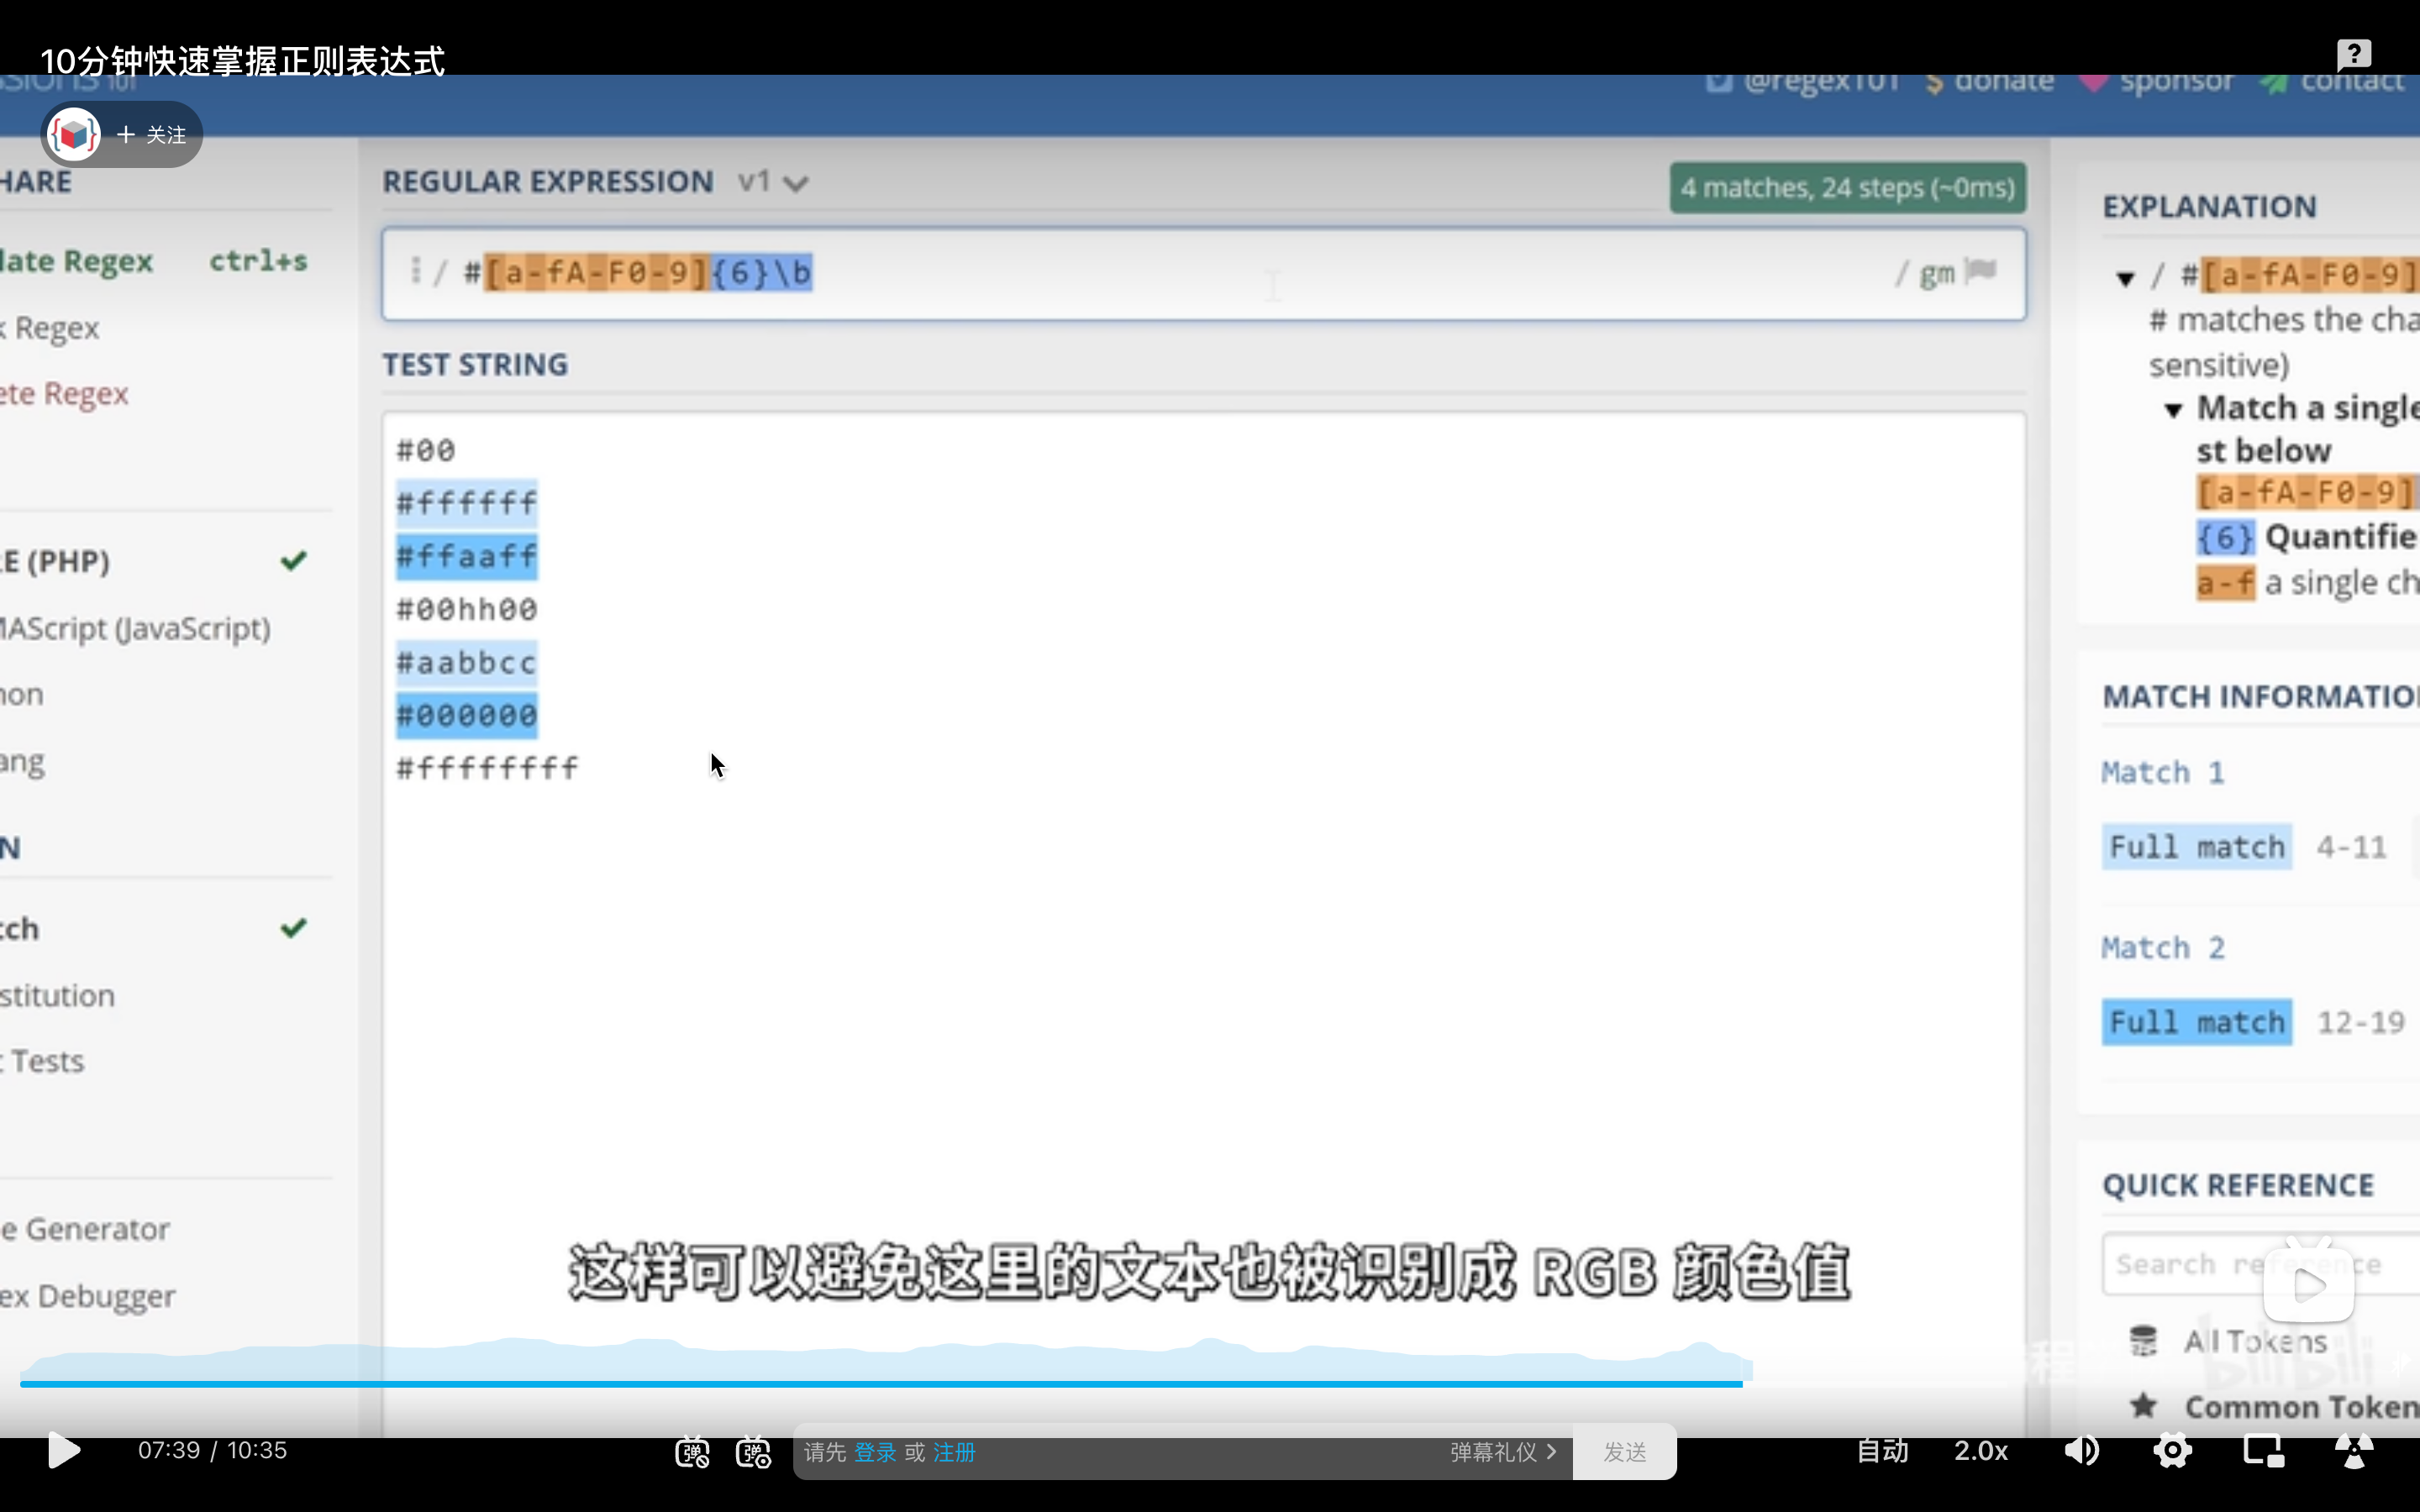 10分钟快速掌握正则表达式
@regex101 $ donate sponsor contact
+ 关注
HARE
late Regex ctrl+s
k Regex
ete Regex
E (PHP)
MAScript (JavaScript)
hon
ang
N
tch
stitution
t Tests
e Generator
ex Debugger
REGULAR EXPRESSION v1
4 matches, 24 steps (~0ms)
/ #[a-fA-F0-9]{6}\b / gm
TEST STRING
#00
#ffffff
#ffaaff
#00hh00
#aabbcc
#000000
#ffffffff
EXPLANATION
/ #[a-fA-F0-9]
# matches the cha
sensitive)
Match a single
st below
[a-fA-F0-9]
{6} Quantifie
a-f a single ch
MATCH INFORMATIO
Match 1
Full match 4-11
Match 2
Full match 12-19
QUICK REFERENCE
Search reference
All Tokens
Common Token
bilibili
这样可以避免这里的文本也被识别成 RGB 颜色值
07:39 / 10:35
弹 弹
请先 登录 或 注册
弹幕礼仪 >
发送
自动 2.0x